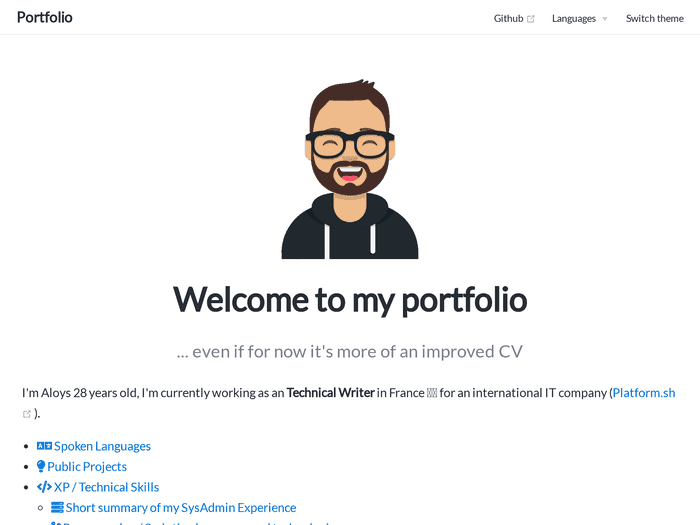 Portfolio
Github Languages Switch theme
Welcome to my portfolio
... even if for now it's more of an improved CV
I'm Aloys 28 years old, I'm currently working as an Technical Writer in France for an international IT company (Platform.sh
).
Spoken Languages
Public Projects
XP / Technical Skills
Short summary of my SysAdmin Experience